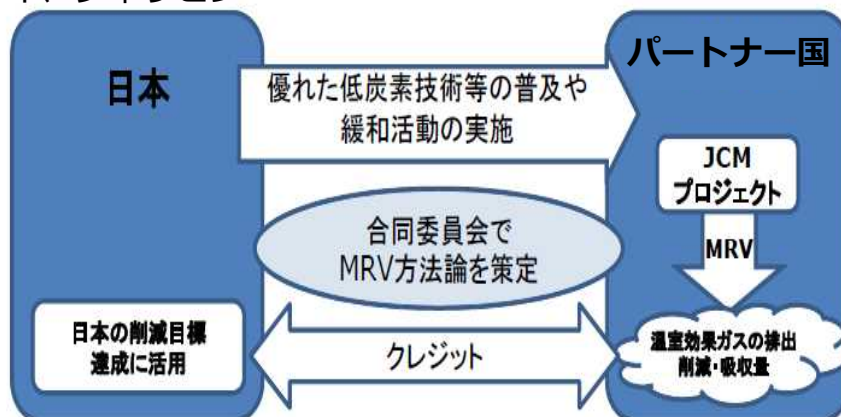 日本
パートナー国
優れた低炭素技術等の普及や
緩和活動の実施
JCM
プロジェクト
合同委員会で
MRV方法論を策定
MRV
日本の削減目標
達成に活用
クレジット
温室効果ガスの排出
削減・吸収量